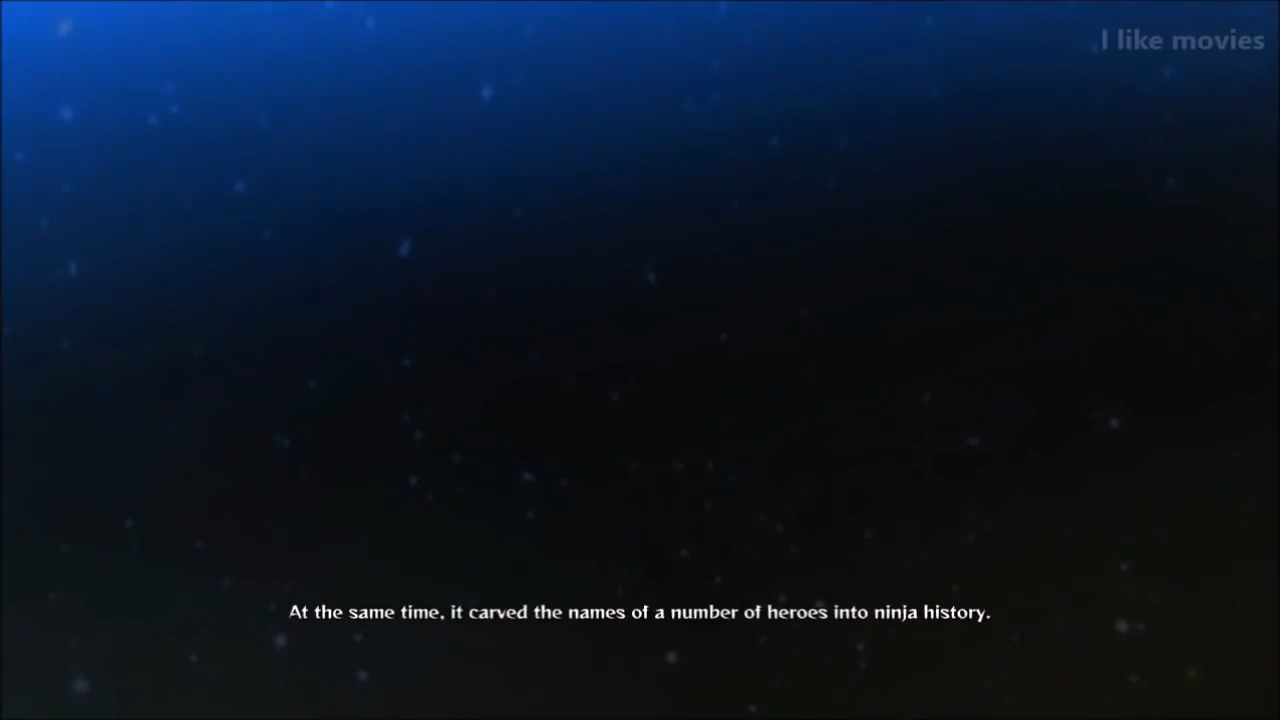 I like movies
At the same time, it carved the names of a number of heroes into ninja history.